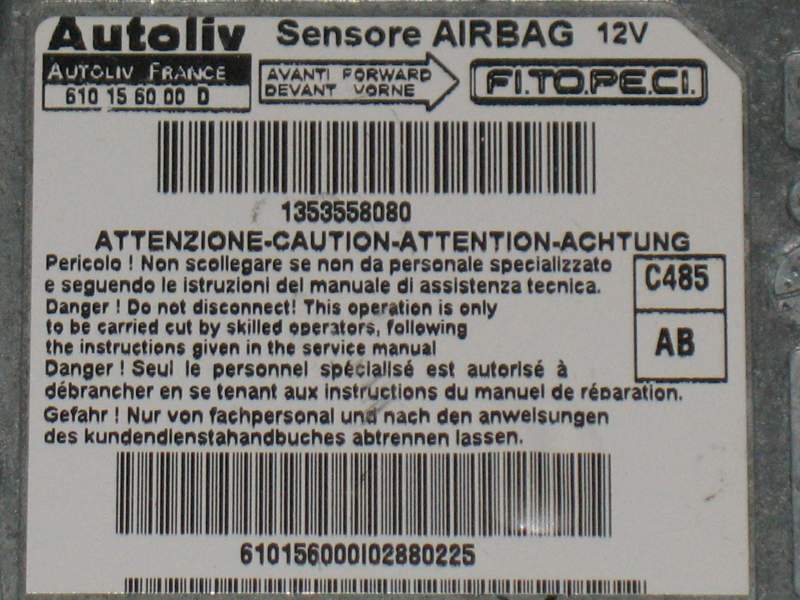 Autoliv Sensore AIRBAG 12V
AUTOLIV FRANCE
610 15 60 00 D
AVANTI FORWARD
DEVANT VORNE
FI.TO.PE.CI.
1353558080
ATTENZIONE-CAUTION-ATTENTION-ACHTUNG
Pericolo ! Non scollegare se non da personale specializzato
e seguendo le istruzioni del manuale di assistenza tecnica.
Danger ! Do not disconnect! This operation is only
to be carried cut by skilled operators, following
the instructions given in the service manual
Danger ! Seul le personnel spécialisé est autorisé à
débrancher en se tenant aux instructions du manuel de réparation.
Gefahr ! Nur von fachpersonal und nach den anwelsungen
des kundendlenstahandbuches abtrennen lassen.
C485
AB
610156000I02880225